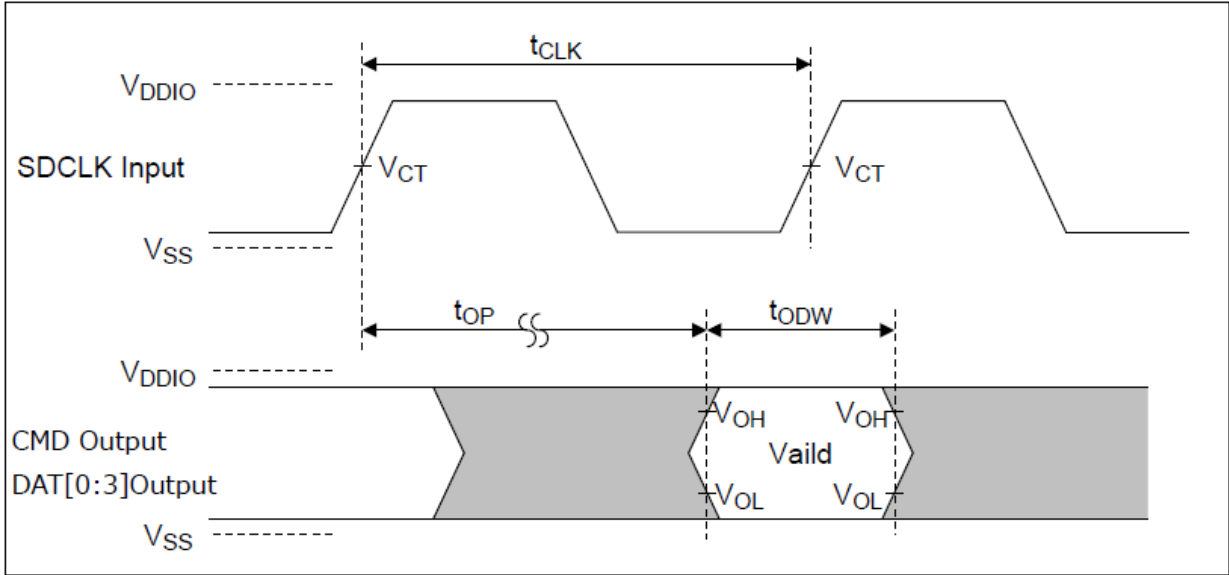 tCLK
VDDIO
SDCLK Input
VCT
VCT
VSS
tOP
tODW
VDDIO
VOH
VOH
CMD Output
Vaild
DAT[0:3]Output
VOL
VOL
VSS